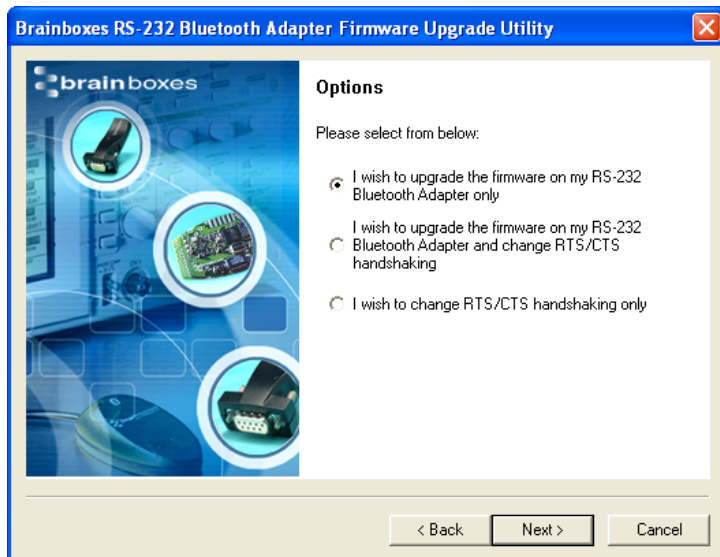 Brainboxes RS-232 Bluetooth Adapter Firmware Upgrade Utility
brainboxes
Options
Please select from below:
I wish to upgrade the firmware on my RS-232
Bluetooth Adapter only
I wish to upgrade the firmware on my RS-232
Bluetooth Adapter and change RTS/CTS
handshaking
I wish to change RTS/CTS handshaking only
< Back
Next >
Cancel